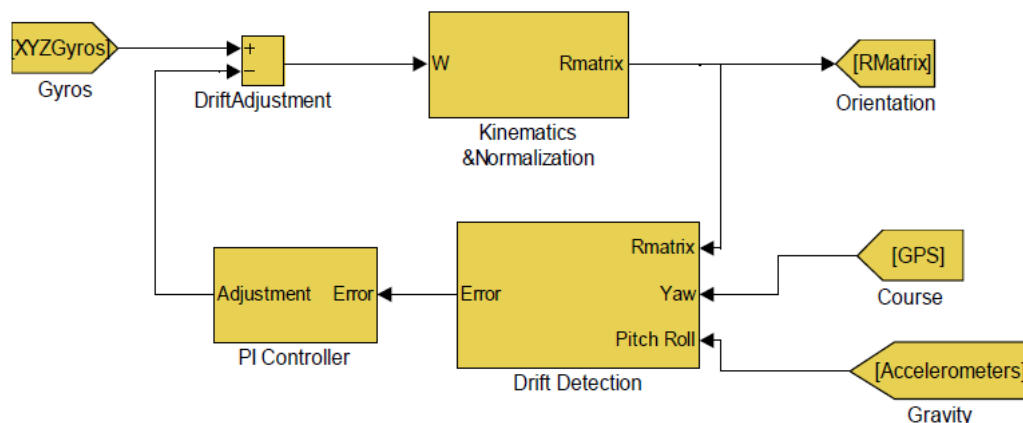 [XYZGyros]
Gyros
+
−
DriftAdjustment
W
Rmatrix
Kinematics
&Normalization
[RMatrix]
Orientation
Adjustment
Error
PI Controller
Error
Rmatrix
Yaw
Pitch Roll
Drift Detection
[GPS]
Course
[Accelerometers]
Gravity